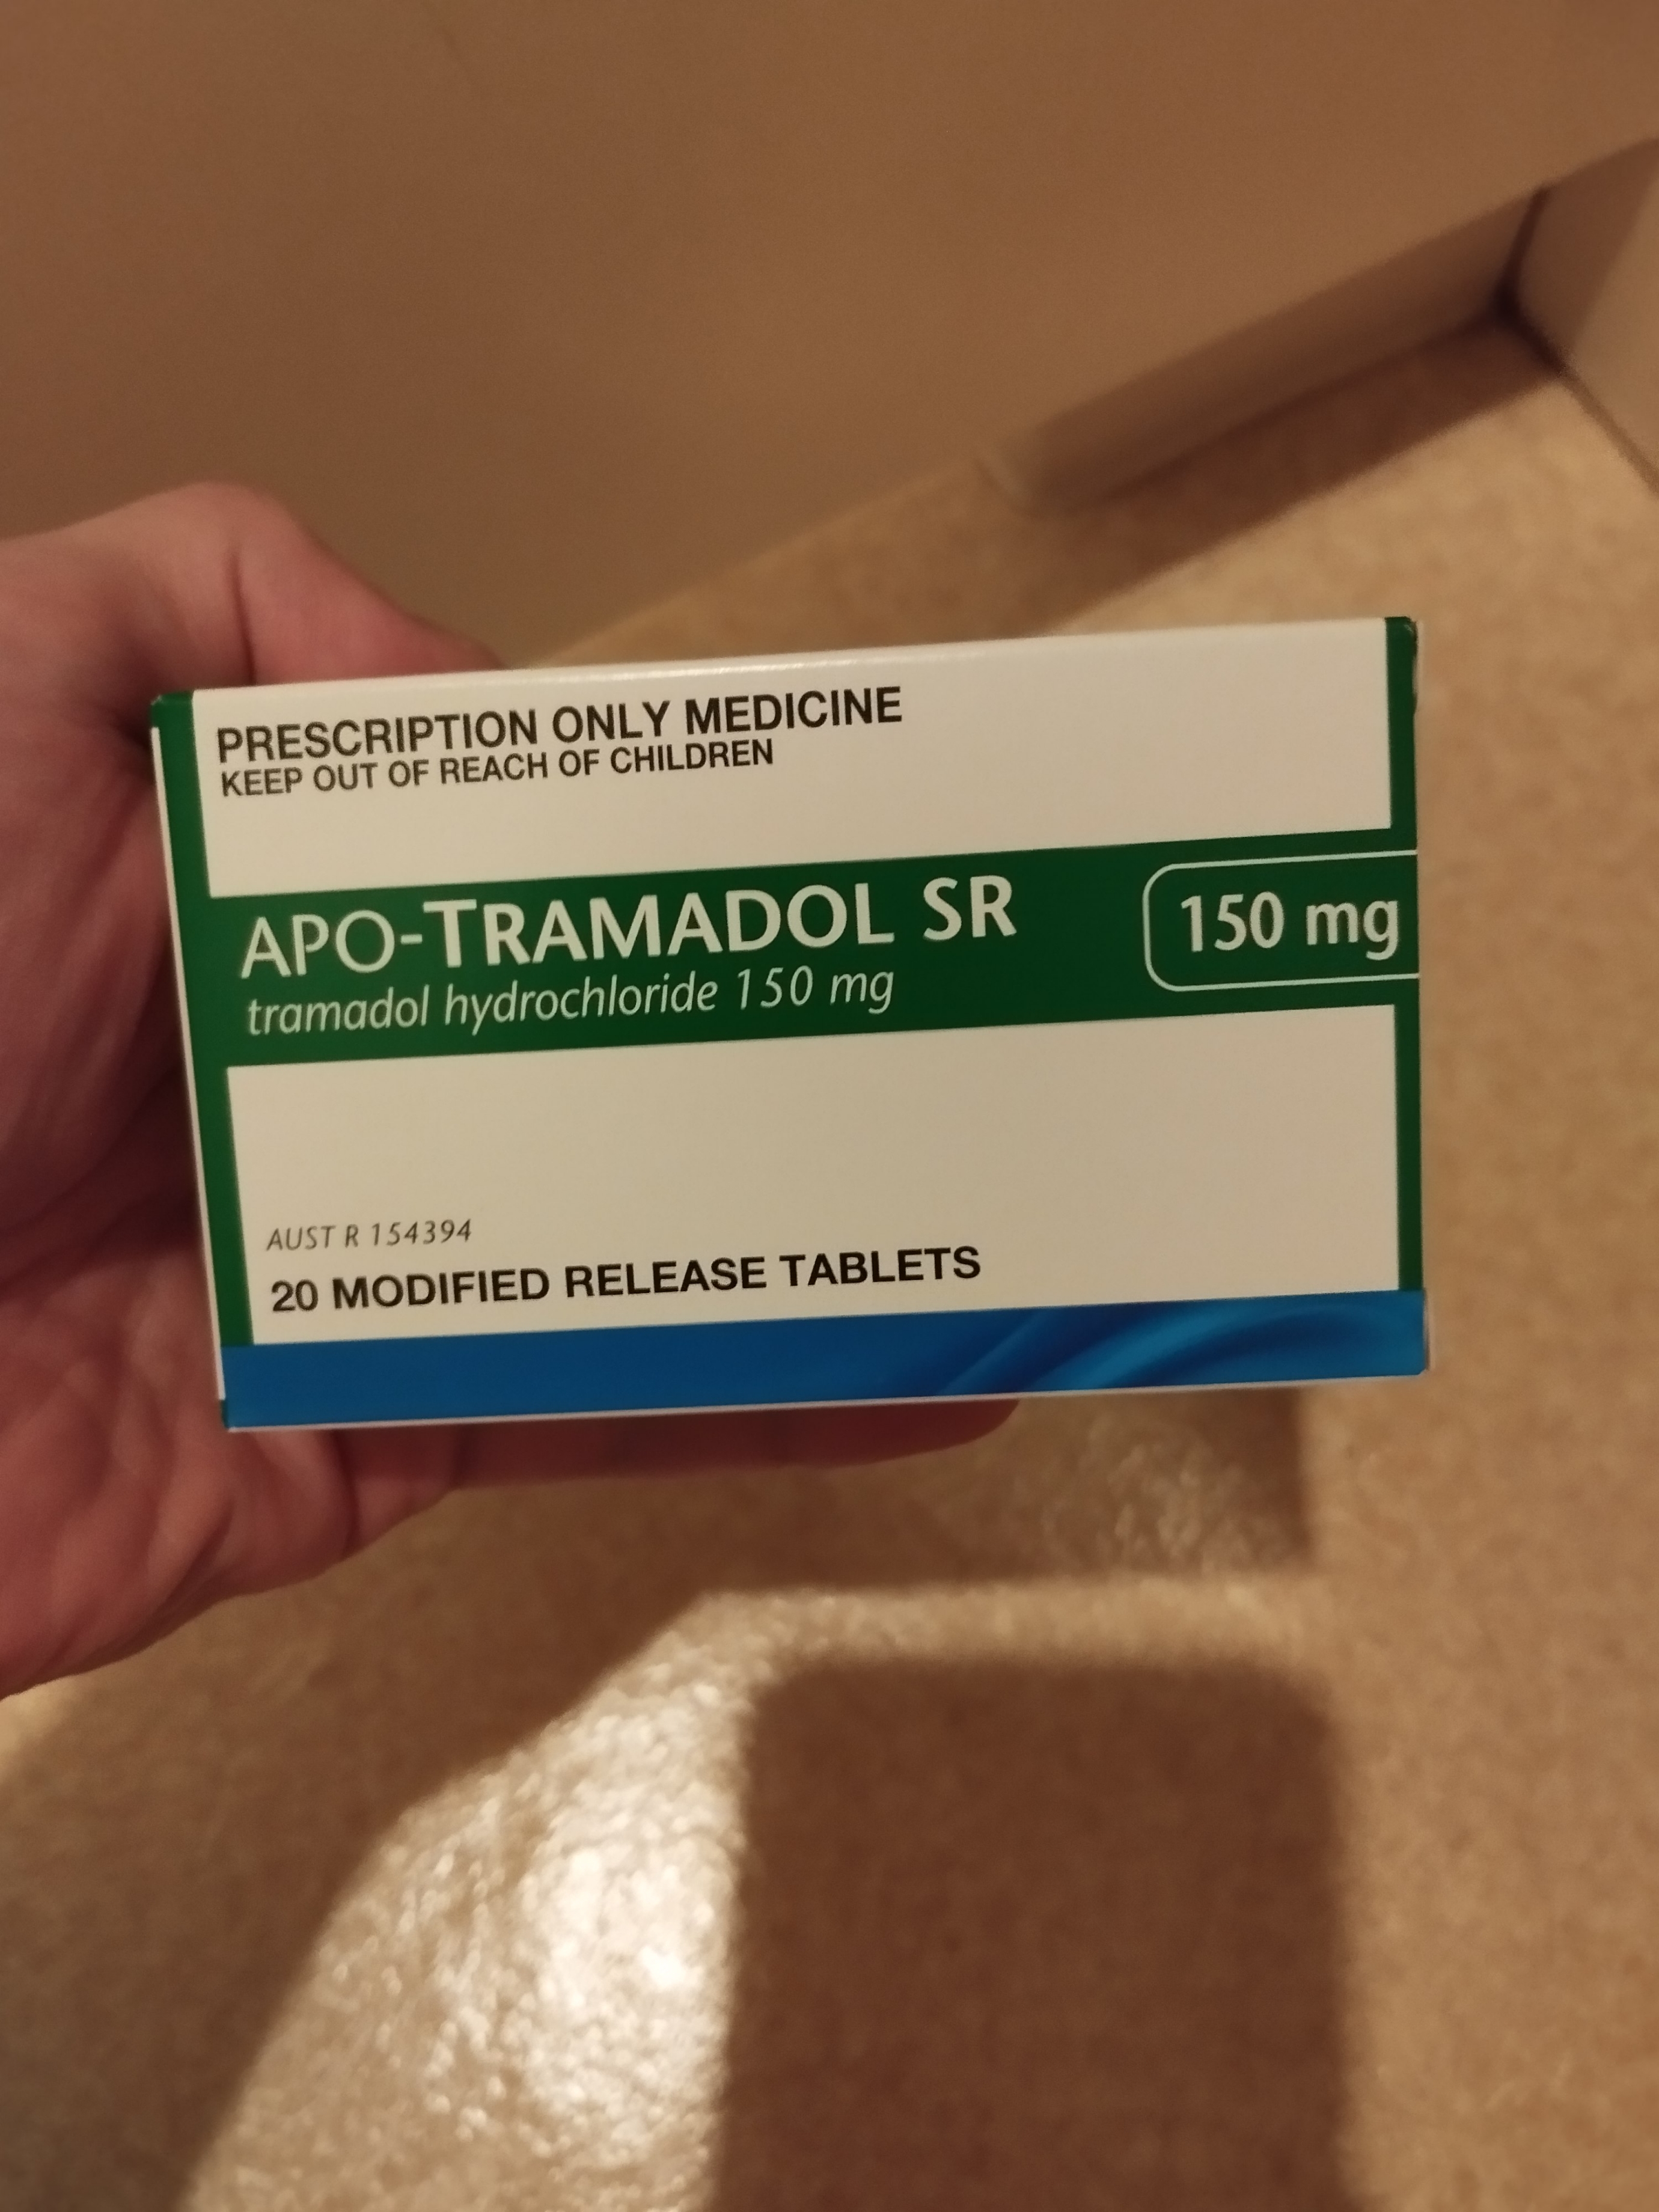 PRESCRIPTION ONLY MEDICINE
KEEP OUT OF REACH OF CHILDREN
APO-TRAMADOL SR
150 mg
tramadol hydrochloride 150 mg
AUST R 154394
20 MODIFIED RELEASE TABLETS